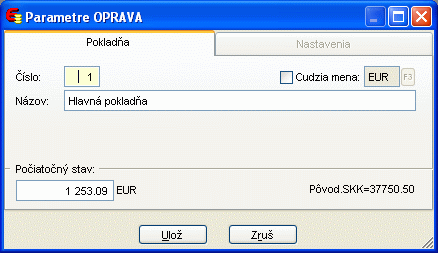 Parametre OPRAVA
Pokladňa Nastavenia
Číslo: 1 Cudzia mena: EUR F3
Názov: Hlavná pokladňa
Počiatočný stav:
1 253.09 EUR Pôvod.SKK=37750.50
Ulož Zruš